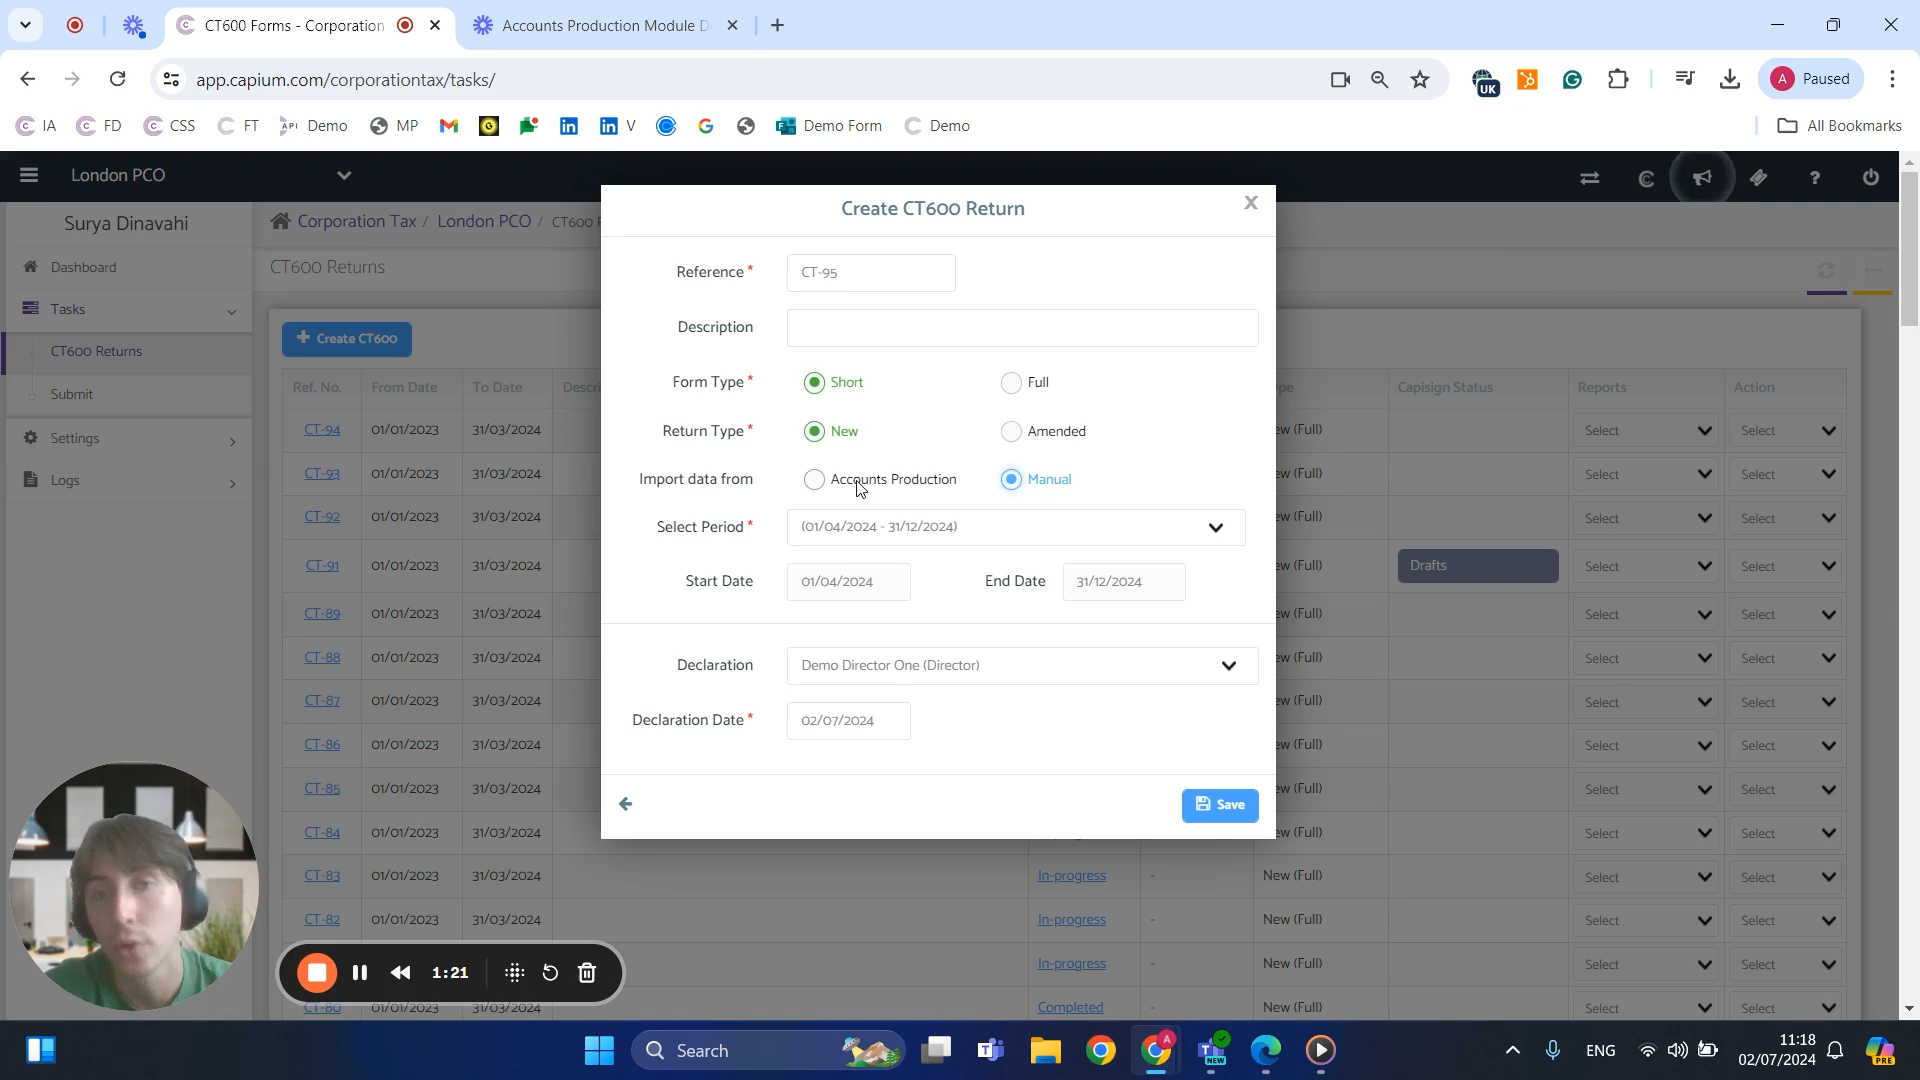 CT600 Forms - Corporation
Accounts Production Module D
app.capium.com/corporationtax/tasks/
UK
A Paused
IA
FD
CSS
FT
API Demo
MP
V
Demo Form
Demo
All Bookmarks
London PCO
Surya Dinavahi
Corporation Tax / London PCO / CT600 R
Dashboard
CT600 Returns
Tasks
CT600 Returns
Submit
Settings
Logs
Create CT600
Ref. No. From Date To Date Descri ype Capisign Status Reports Action
CT-94 01/01/2023 31/03/2024 ew (Full) Select Select
CT-93 01/01/2023 31/03/2024 ew (Full) Select Select
CT-92 01/01/2023 31/03/2024 ew (Full) Select Select
CT-91 01/01/2023 31/03/2024 ew (Full) Drafts Select Select
CT-89 01/01/2023 31/03/2024 ew (Full) Select Select
CT-88 01/01/2023 31/03/2024 ew (Full) Select Select
CT-87 01/01/2023 31/03/2024 ew (Full) Select Select
CT-86 01/01/2023 31/03/2024 ew (Full) Select Select
CT-85 01/01/2023 31/03/2024 ew (Full) Select Select
CT-84 01/01/2023 31/03/2024 ew (Full) Select Select
CT-83 01/01/2023 31/03/2024 In-progress - New (Full) Select Select
CT-82 01/01/2023 31/03/2024 In-progress - New (Full) Select Select
In-progress - New (Full) Select Select
CT-80 01/01/2023 31/03/2024 Completed - New (Full) Select Select
Create CT600 Return
X
Reference * CT-95
Description
Form Type * Short Full
Return Type * New Amended
Import data from Accounts Production Manual
Select Period * (01/04/2024 - 31/12/2024)
Start Date 01/04/2024 End Date 31/12/2024
Declaration Demo Director One (Director)
Declaration Date * 02/07/2024
Save
1:21
Search
NEW
ENG
11:18
02/07/2024
PRE